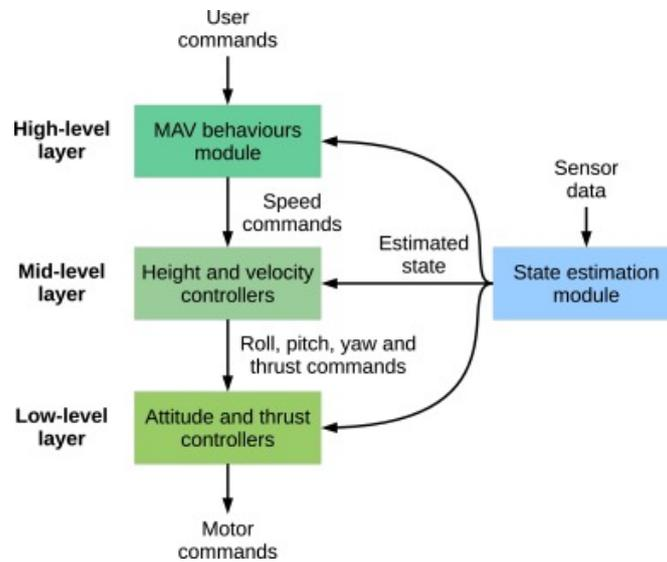 User
commands
High-level
layer
MAV behaviours
module
Speed
commands
Sensor
data
Mid-level
layer
Height and velocity
controllers
Estimated
state
State estimation
module
Roll, pitch, yaw and
thrust commands
Low-level
layer
Attitude and thrust
controllers
Motor
commands